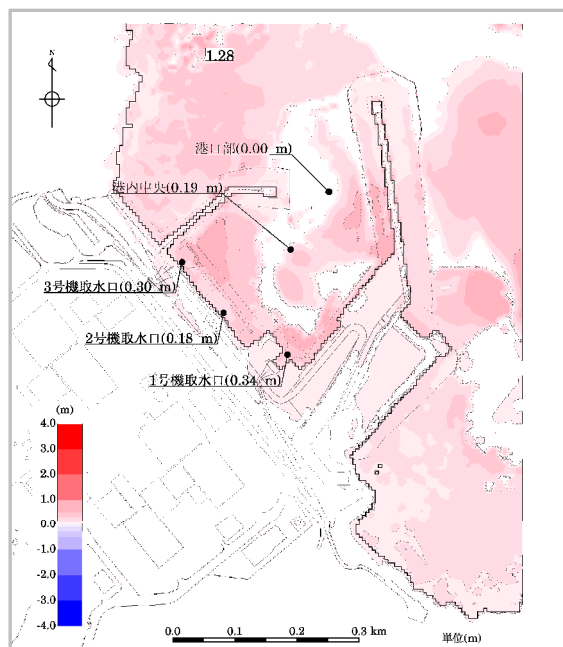 N
1.28
港口部(0.00 m)
港内中央(0.19 m)
3号機取水口(0.30 m)
2号機取水口(0.18 m)
1号機取水口(0.34 m)
(m)
4.0
3.0
2.0
1.0
0.0
-1.0
-2.0
-3.0
-4.0
0.0 0.1 0.2 0.3 km
単位(m)